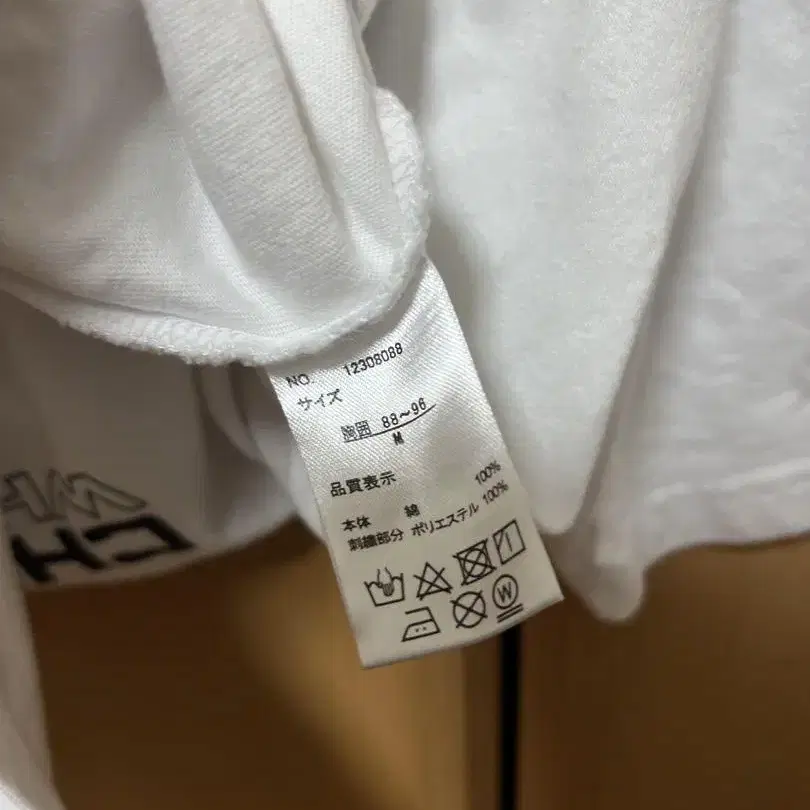 NO. 12308088
サイズ
胸囲 88～96
M
品質表示
本体 綿 100%
刺繍部分 ポリエステル 100%
W
CH